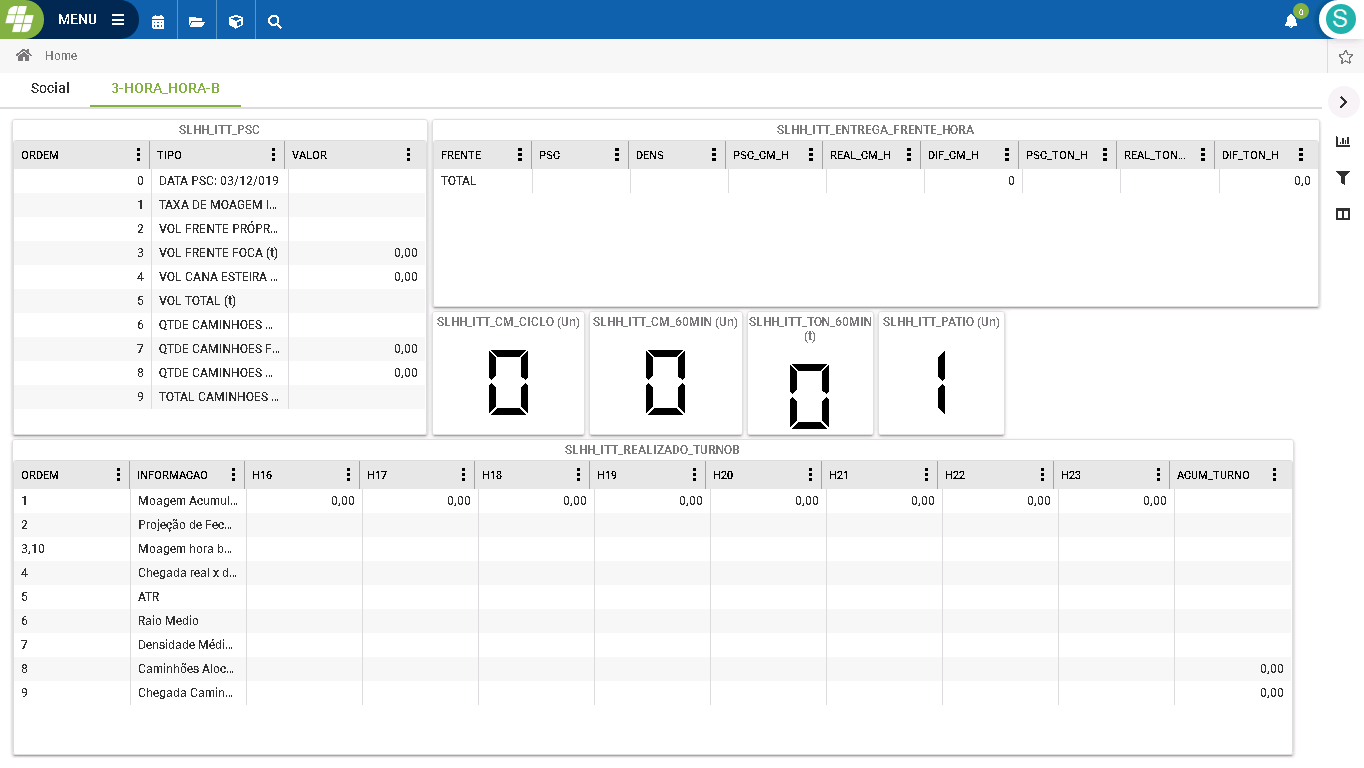 MENU
0
S
Home
Social
3-HORA_HORA-B
SLHH_ITT_PSC
ORDEM TIPO VALOR
0 DATA PSC: 03/12/019
1 TAXA DE MOAGEM I...
2 VOL FRENTE PRÓPR...
3 VOL FRENTE FOCA (t) 0,00
4 VOL CANA ESTEIRA ... 0,00
5 VOL TOTAL (t)
6 QTDE CAMINHOES ...
7 QTDE CAMINHOES F... 0,00
8 QTDE CAMINHOES ... 0,00
9 TOTAL CAMINHOES ...
SLHH_ITT_ENTREGA_FRENTE_HORA
FRENTE PSC DENS PSC_CM_H REAL_CM_H DIF_CM_H PSC_TON_H REAL_TON... DIF_TON_H
TOTAL 0 0,0
SLHH_ITT_CM_CICLO (Un)
0
SLHH_ITT_CM_60MIN (Un)
0
SLHH_ITT_TON_60MIN
(t)
0
SLHH_ITT_PATIO (Un)
1
SLHH_ITT_REALIZADO_TURNOB
ORDEM INFORMACAO H16 H17 H18 H19 H20 H21 H22 H23 ACUM_TURNO
1 Moagem Acumul... 0,00 0,00 0,00 0,00 0,00 0,00 0,00 0,00
2 Projeção de Fec...
3,10 Moagem hora b...
4 Chegada real x d...
5 ATR
6 Raio Medio
7 Densidade Médi...
8 Caminhões Aloc... 0,00
9 Chegada Camin... 0,00